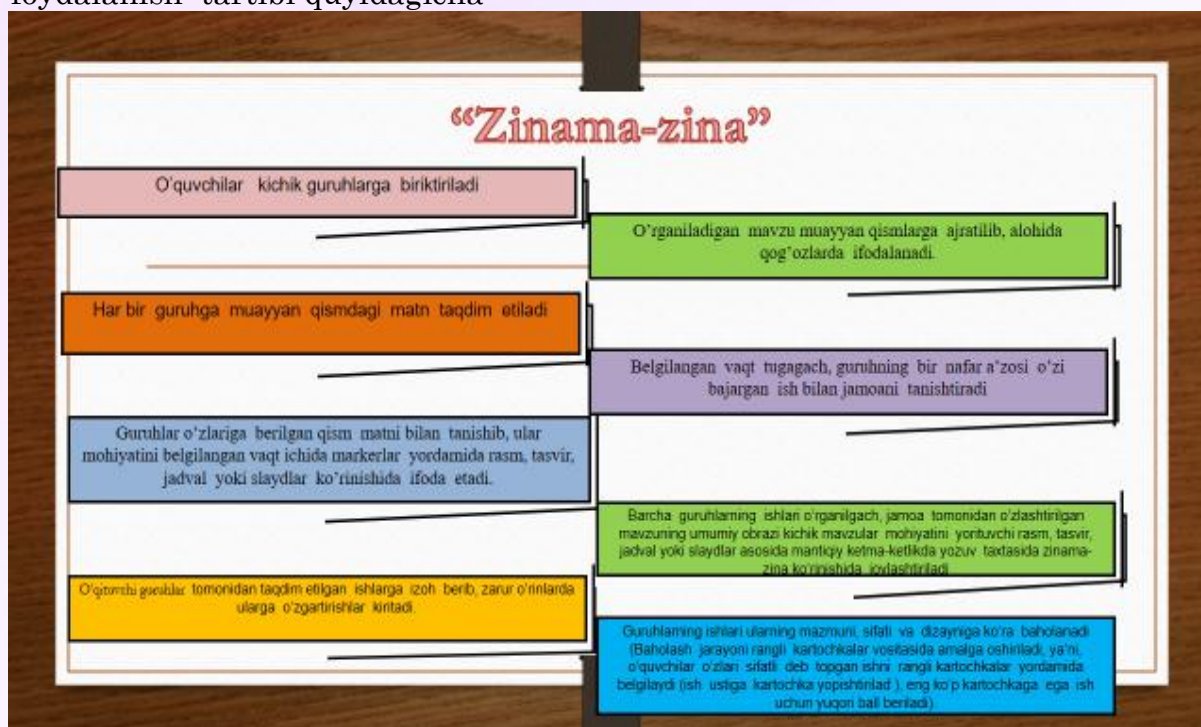 foydalanish tartibi quyidagicha
“Zinama-zina”
O'quvchilar kichik guruhlarga biriktiriladi
O’rganiladigan mavzu muayyan qismlarga ajratilib, alohida
qog’ozlarda ifodalanadi.
Har bir guruhga muayyan qismdagi matn taqdim etiladi
Belgilangan vaqt tugagach, guruhning bir nafar a’zosi o’zi
bajargan ish bilan jamoani tanishtiradi
Guruhlar o’zlariga berilgan qism matni bilan tanishib, ular
mohiyatini belgilangan vaqt ichida markerlar yordamida rasm, tasvir,
jadval yoki slaydlar ko’rinishida ifoda etadi.
Barcha guruhlarning ishlari o’rganilgach, jamoa tomonidan o’zlashtirilgan
mavzuning umumiy obrazi kichik mavzular mohiyatini yorituvchi rasm, tasvir,
jadval yoki slaydlar asosida mantiqiy ketma-ketlikda yozuv taxtasida zinama-
zina ko’rinishida joylashtiriladi
O’qituvchi guruhlar tomonidan taqdim etilgan ishlarga izoh berib, zarur o’rinlarda
ularga o’zgartirishlar kiritadi.
Guruhlarning ishlari ularning mazmuni, sifati va dizayniga ko’ra baholanadi
(Baholash jarayoni rangli kartochkalar vositasida amalga oshiriladi, ya’ni,
o’quvchilar o’zlari sifatli deb topgan ishni rangli kartochkalar yordamida
belgilaydi (ish ustiga kartochka yopishtirilad ), eng ko’p kartochkaga ega ish
uchun yuqori ball beriladi)